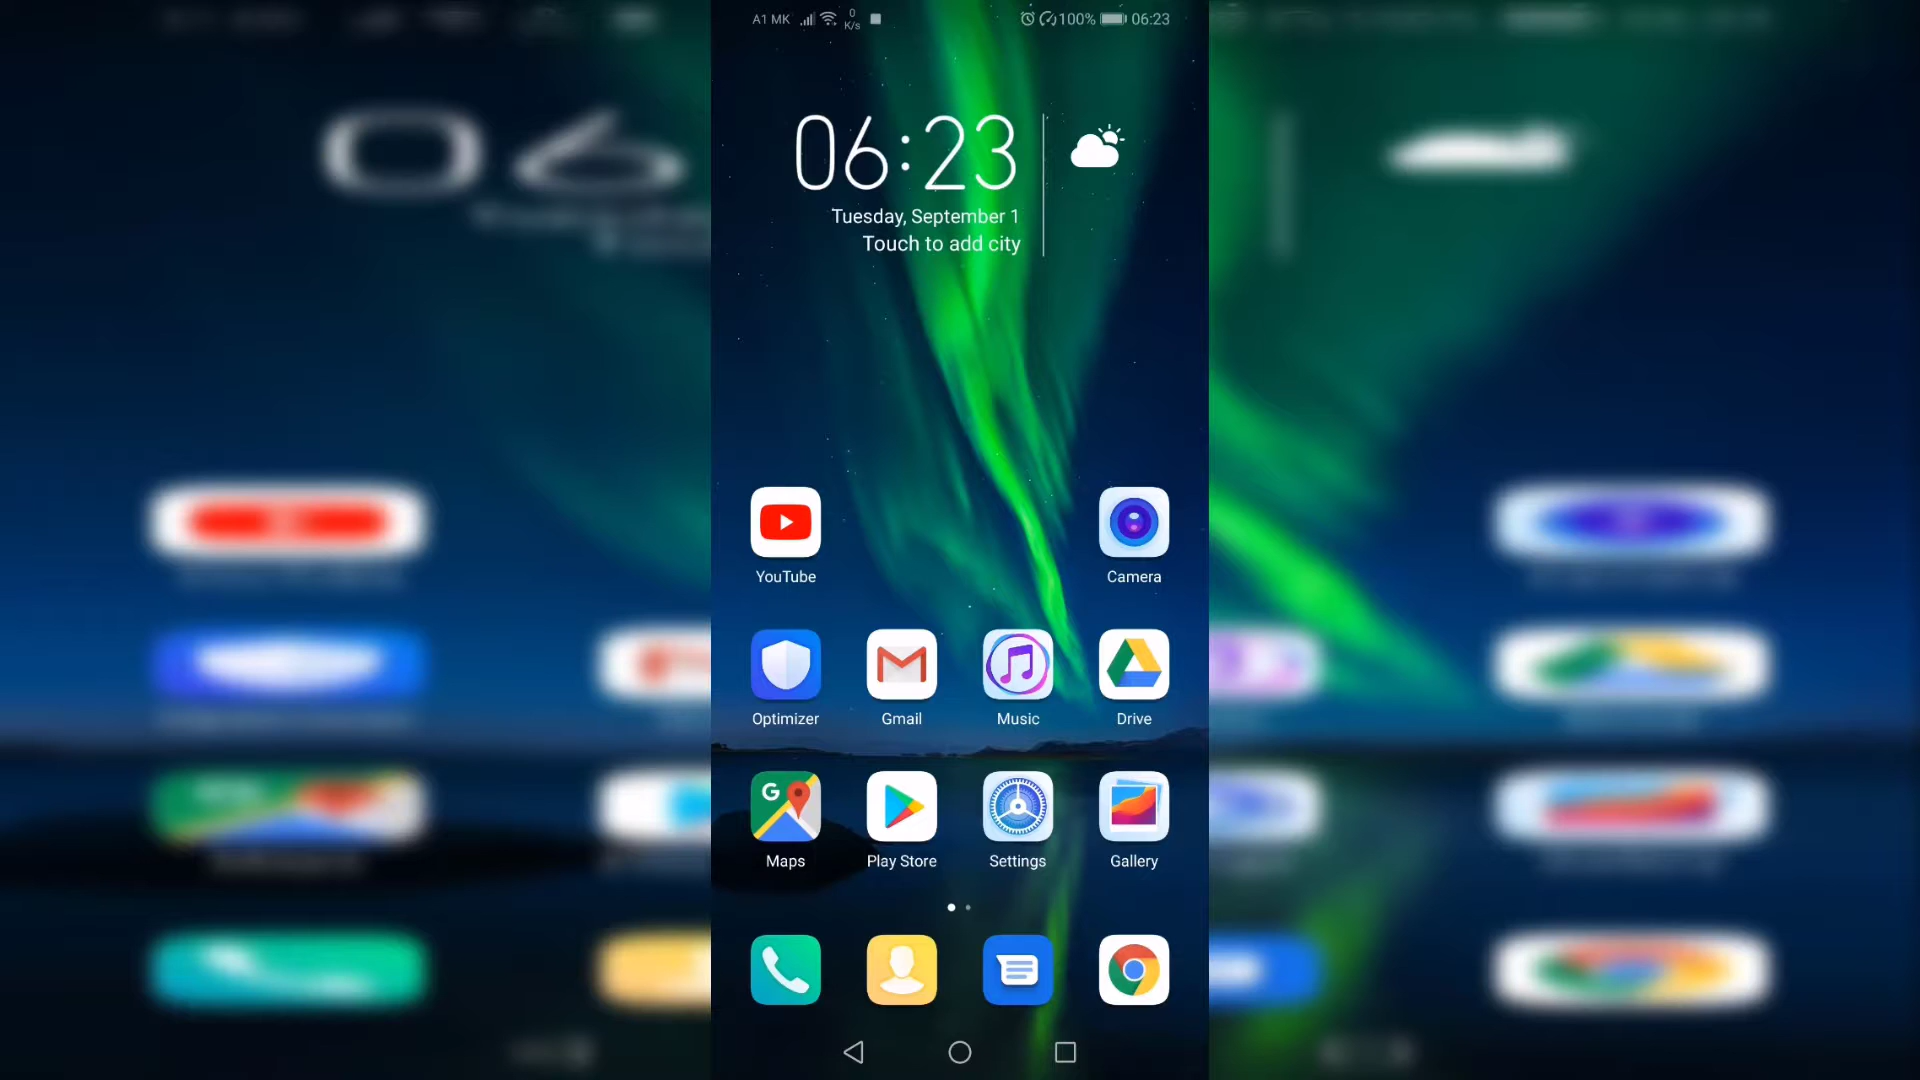 A1 MK 0 K/s 100% 06:23
06:23
Tuesday, September 1
Touch to add city
YouTube Camera
Optimizer Gmail Music Drive
G
Maps Play Store Settings Gallery